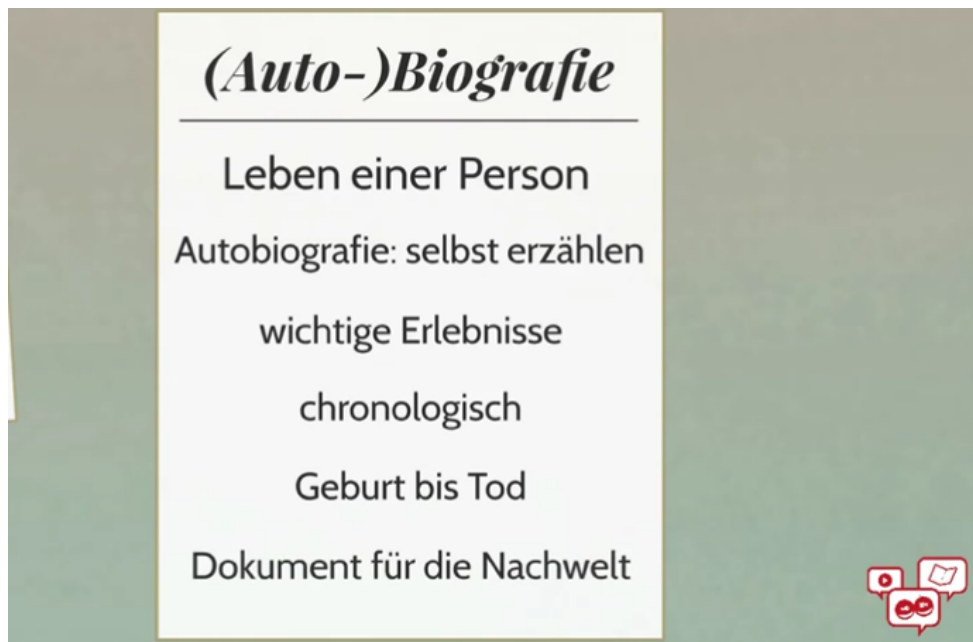 (Auto-)Biografie
Leben einer Person
Autobiografie: selbst erzählen
wichtige Erlebnisse
chronologisch
Geburt bis Tod
Dokument für die Nachwelt